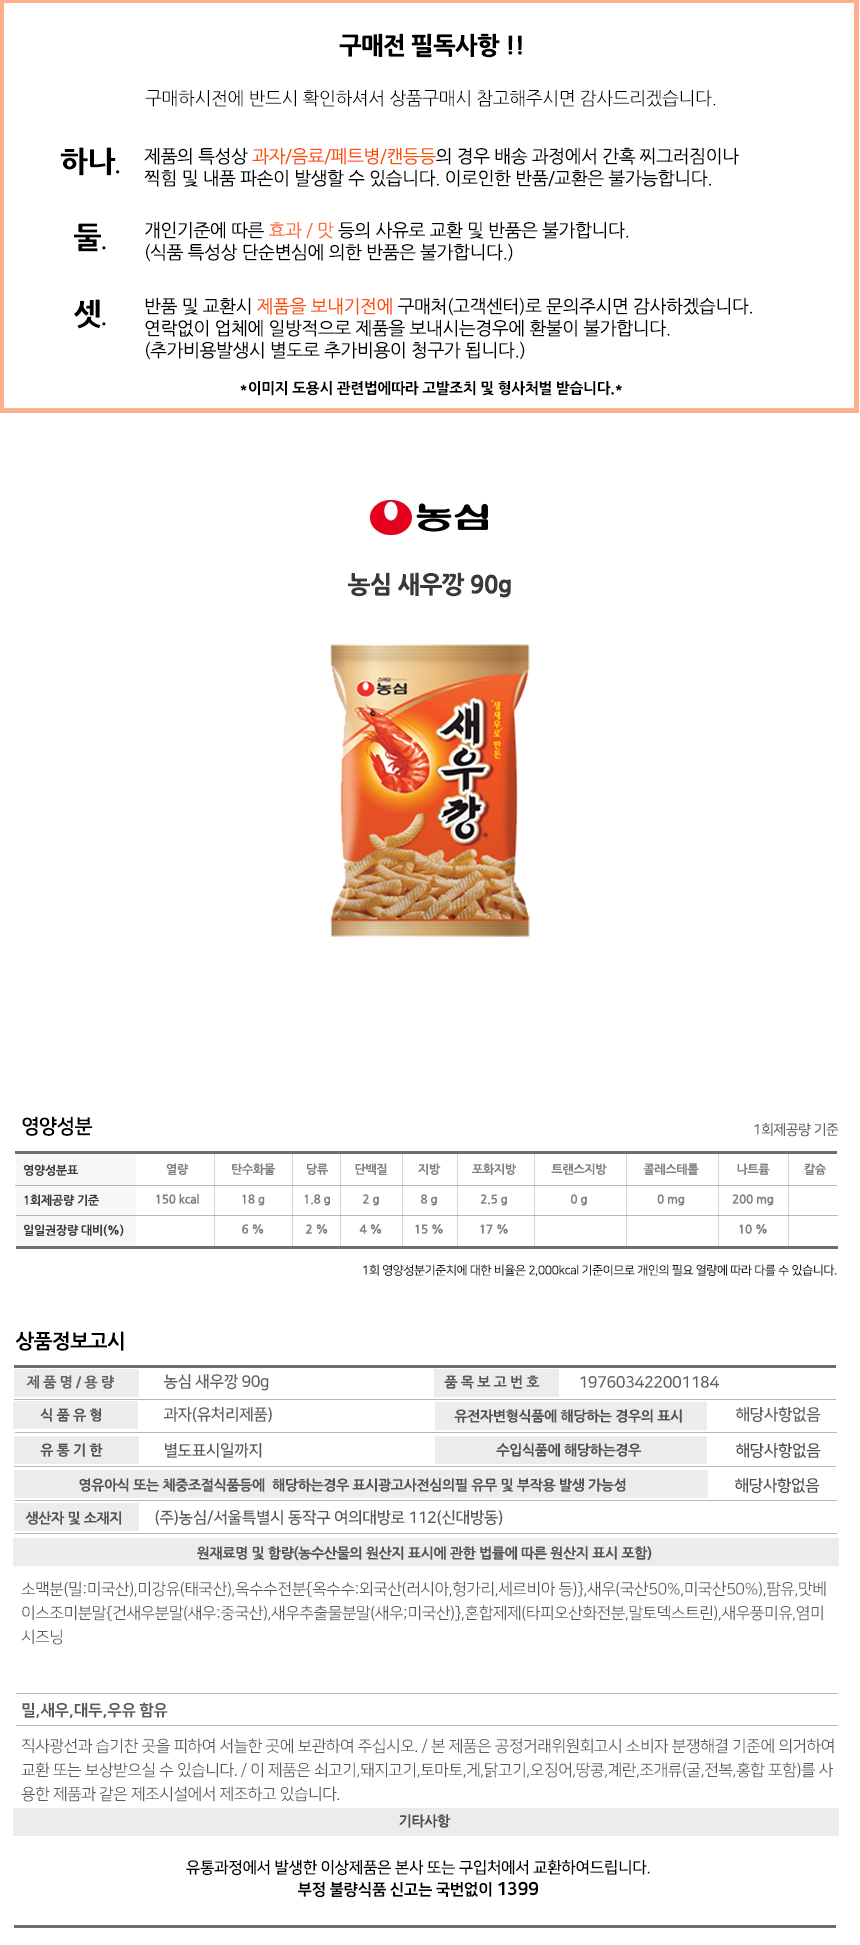 구매전 필독사항 !!
구매하시전에 반드시 확인하셔서 상품구매시 참고해주시면 감사드리겠습니다.
하나. 제품의 특성상 과자/음료/페트병/캔등등의 경우 배송 과정에서 간혹 찌그러짐이나
찍힘 및 내품 파손이 발생할 수 있습니다. 이로인한 반품/교환은 불가능합니다.
둘. 개인기준에 따른 효과 / 맛 등의 사유로 교환 및 반품은 불가합니다.
(식품 특성상 단순변심에 의한 반품은 불가합니다.)
셋. 반품 및 교환시 제품을 보내기전에 구매처(고객센터)로 문의주시면 감사하겠습니다.
연락없이 업체에 일방적으로 제품을 보내시는경우에 환불이 불가합니다.
(추가비용발생시 별도로 추가비용이 청구가 됩니다.)
*이미지 도용시 관련법에따라 고발조치 및 형사처벌 받습니다.*
농심
농심 새우깡 90g
농심
"생새우"로 만든
새우깡
영양성분
1회제공량 기준
영양성분표 열량 탄수화물 당류 단백질 지방 포화지방 트랜스지방 콜레스테롤 나트륨 칼슘
1회제공량 기준 150 kcal 18 g 1.8 g 2 g 8 g 2.5 g 0 g 0 mg 200 mg
일일권장량 대비(%) 6 % 2 % 4 % 15 % 17 % 10 %
1회 영양성분기준치에 대한 비율은 2,000kcal 기준이므로 개인의 필요 열량에 따라 다를 수 있습니다.
상품정보고시
제 품 명 / 용 량 농심 새우깡 90g 품 목 보 고 번 호 197603422001184
식 품 유 형 과자(유처리제품) 유전자변형식품에 해당하는 경우의 표시 해당사항없음
유 통 기 한 별도표시일까지 수입식품에 해당하는경우 해당사항없음
영유아식 또는 체중조절식품등에 해당하는경우 표시광고사전심의필 유무 및 부작용 발생 가능성 해당사항없음
생산자 및 소재지 (주)농심/서울특별시 동작구 여의대방로 112(신대방동)
원재료명 및 함량(농수산물의 원산지 표시에 관한 법률에 따른 원산지 표시 포함)
소맥분(밀:미국산),미강유(태국산),옥수수전분{옥수수:외국산(러시아,헝가리,세르비아 등)},새우(국산50%,미국산50%),팜유,맛베
이스조미분말{건새우분말(새우:중국산),새우추출물분말(새우;미국산)},혼합제제(타피오산화전분,말토덱스트린),새우풍미유,염미
시즈닝
밀,새우,대두,우유 함유
직사광선과 습기찬 곳을 피하여 서늘한 곳에 보관하여 주십시오. / 본 제품은 공정거래위원회고시 소비자 분쟁해결 기준에 의거하여
교환 또는 보상받으실 수 있습니다. / 이 제품은 쇠고기,돼지고기,토마토,게,닭고기,오징어,땅콩,계란,조개류(굴,전복,홍합 포함)를 사
용한 제품과 같은 제조시설에서 제조하고 있습니다.
기타사항
유통과정에서 발생한 이상제품은 본사 또는 구입처에서 교환하여드립니다.
부정 불량식품 신고는 국번없이 1399